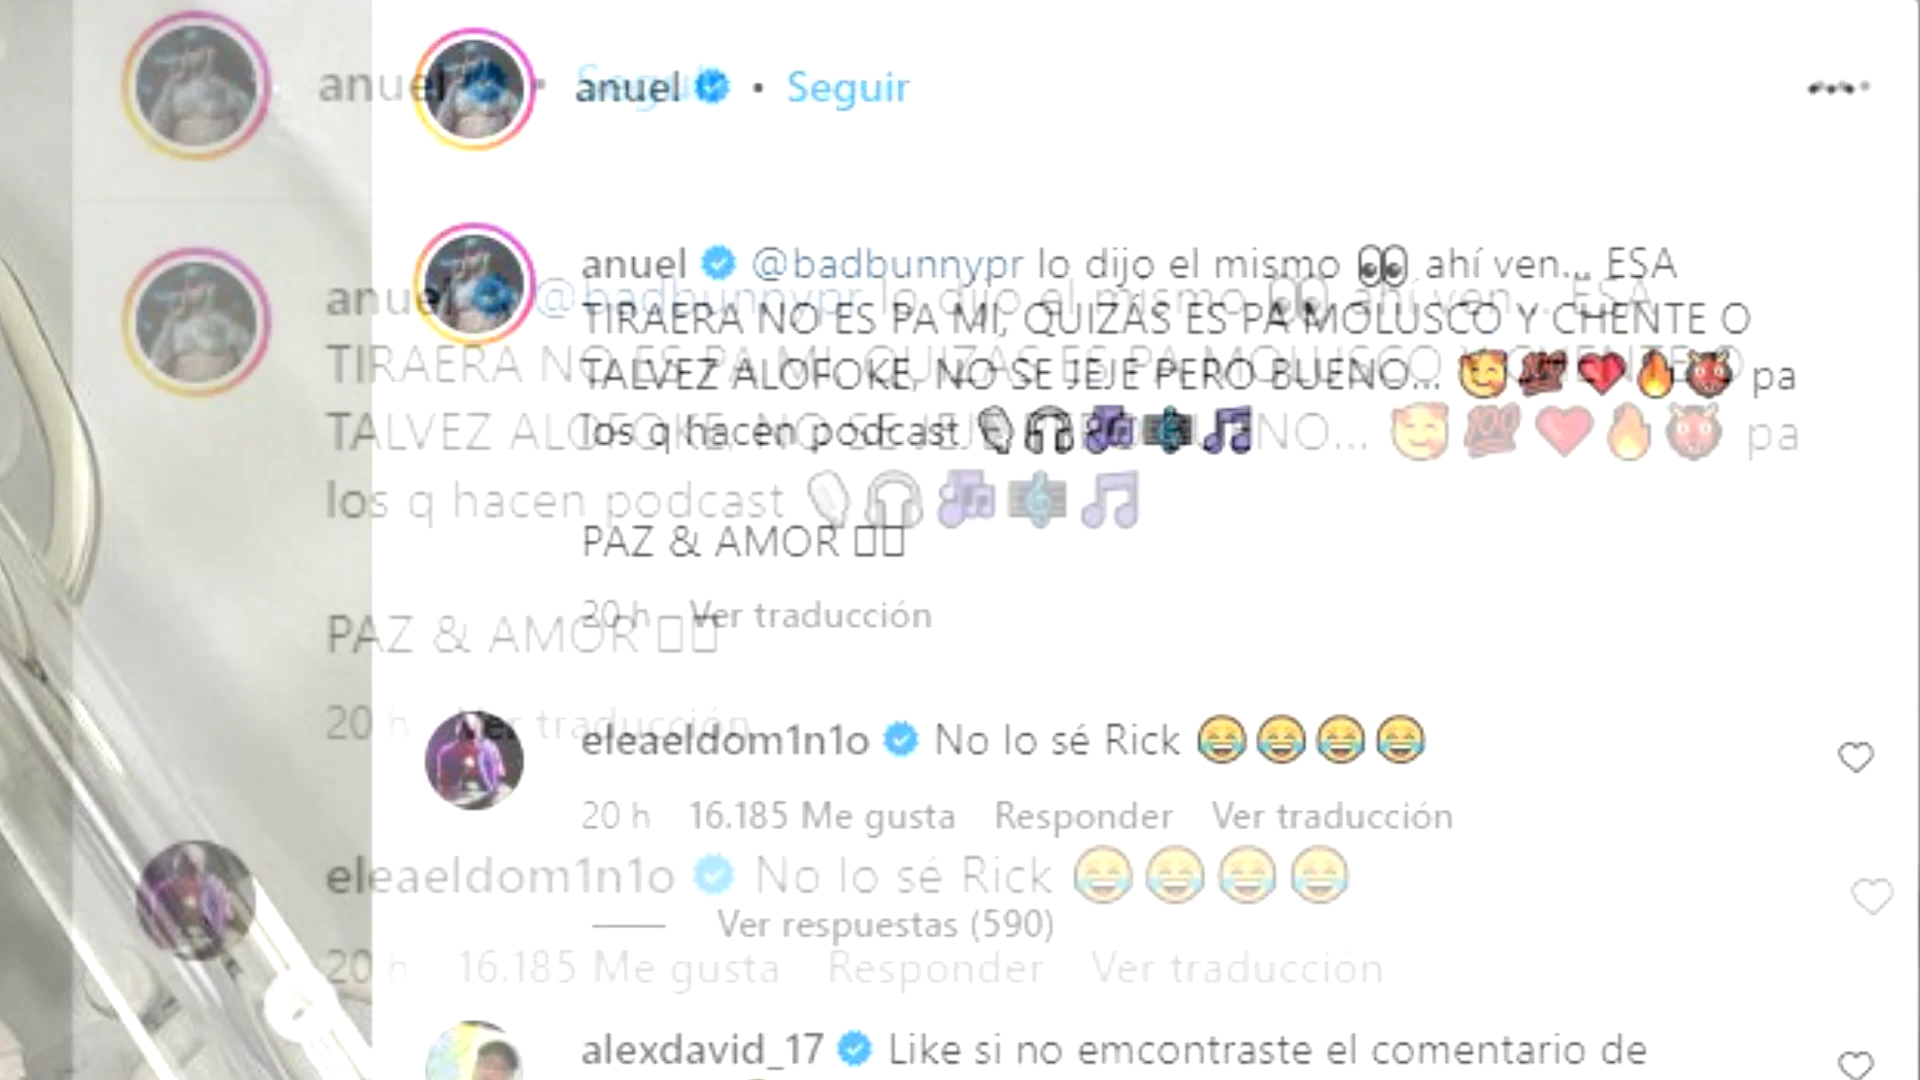 anuel • Seguir
anuel @badbunnypr lo dijo el mismo 👀 ahí ven... ESA
TIRAERA NO ES PA MI, QUIZÁS ES PA MOLUSCO Y CHENTE O
TALVEZ ALOFOKE, NO SE JEJE PERO BUENO... 🥰💯❤️🔥👹 pa
los q hacen podcast 🗣🎧🎶🎼🎵
PAZ & AMOR
20 h Ver traducción
eleaeldom1n1o No lo sé Rick 😂😂😂😂
20 h 16.185 Me gusta Responder Ver traducción
Ver respuestas (590)
alexdavid_17 Like si no emcontraste el comentario de